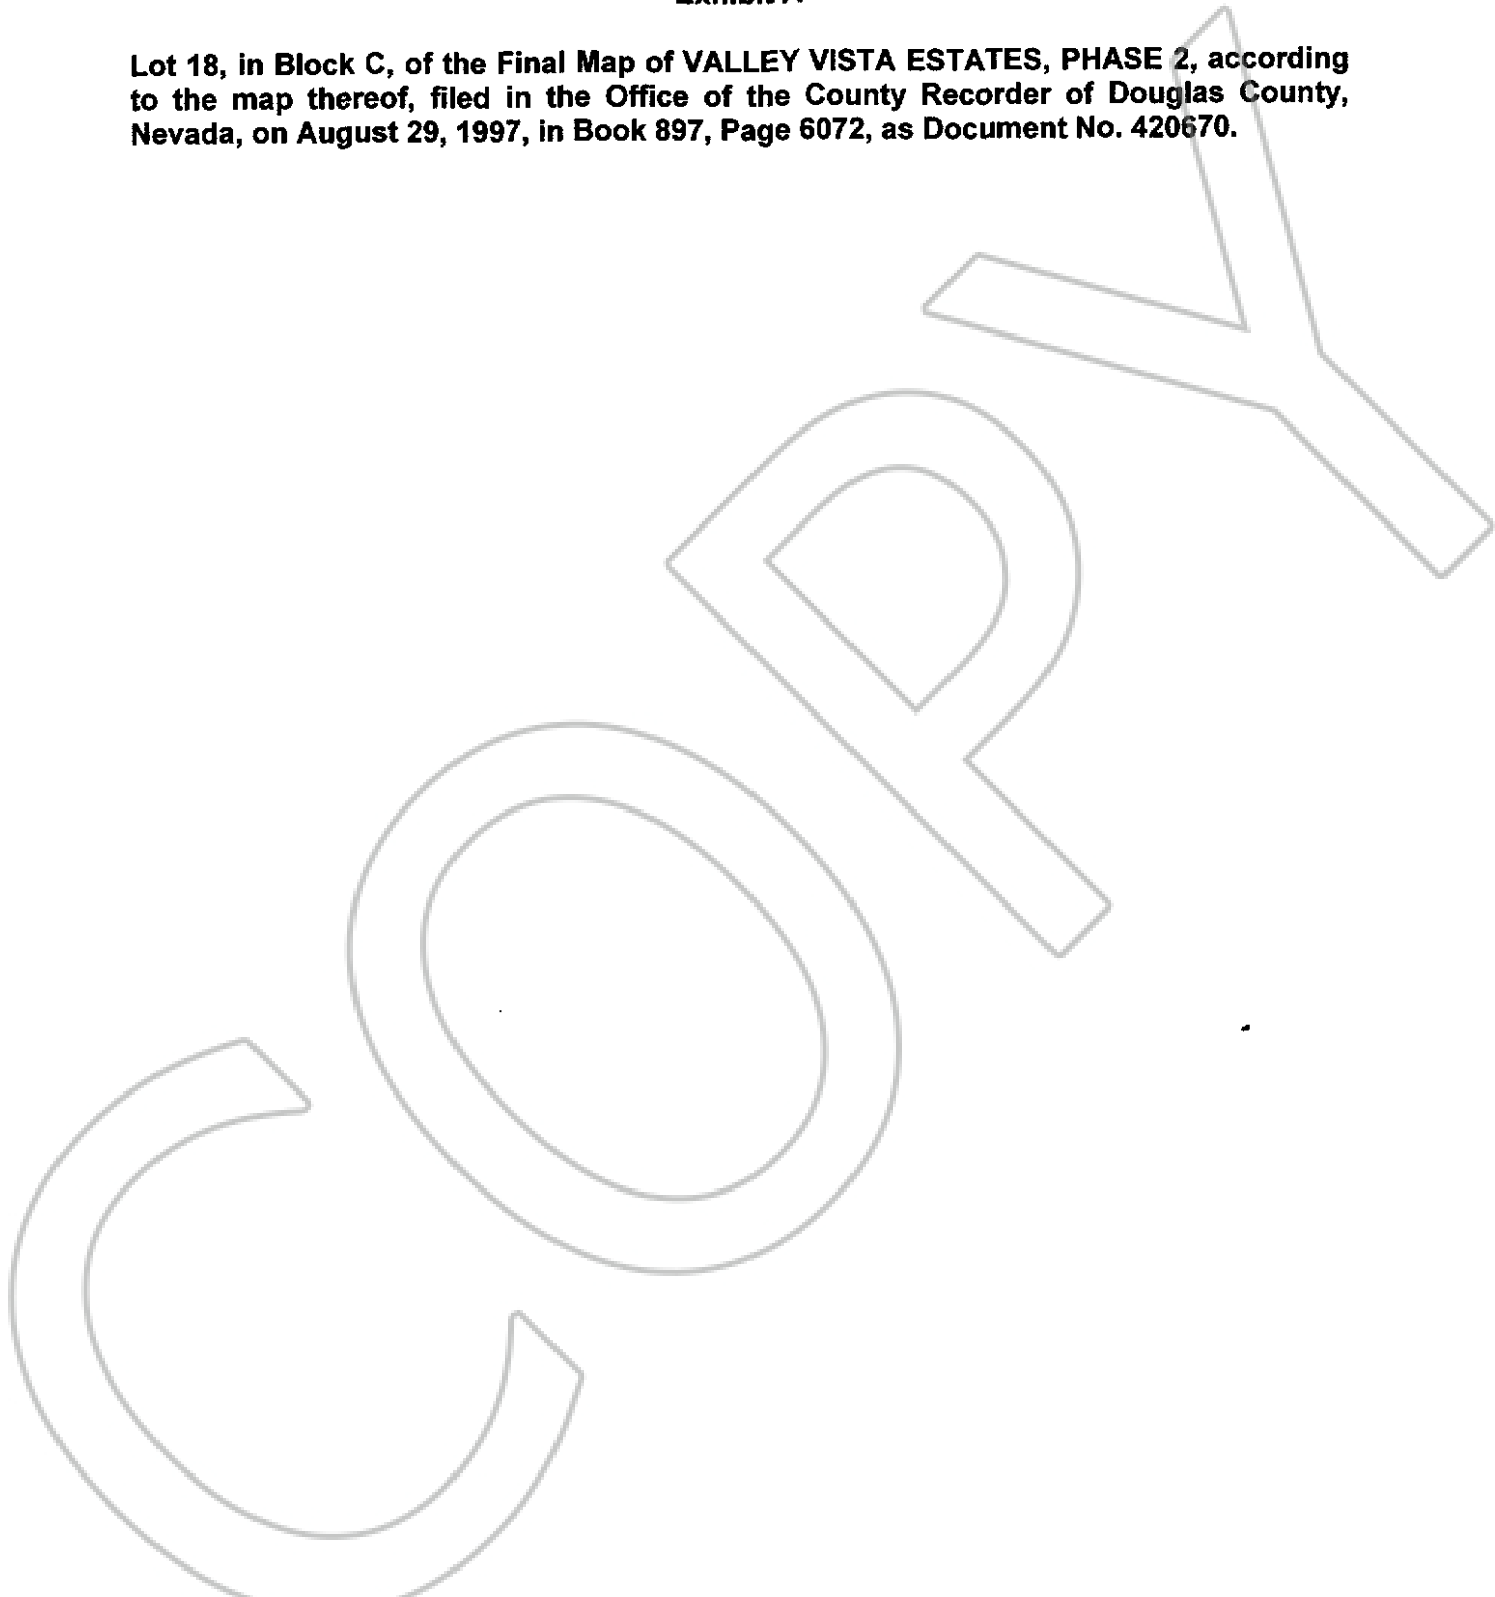 Lot 18, in Block C, of the Final Map of VALLEY VISTA ESTATES, PHASE 2, according
to the map thereof, filed in the Office of the County Recorder of Douglas County,
Nevada, on August 29, 1997, in Book 897, Page 6072, as Document No. 420670.
COPY